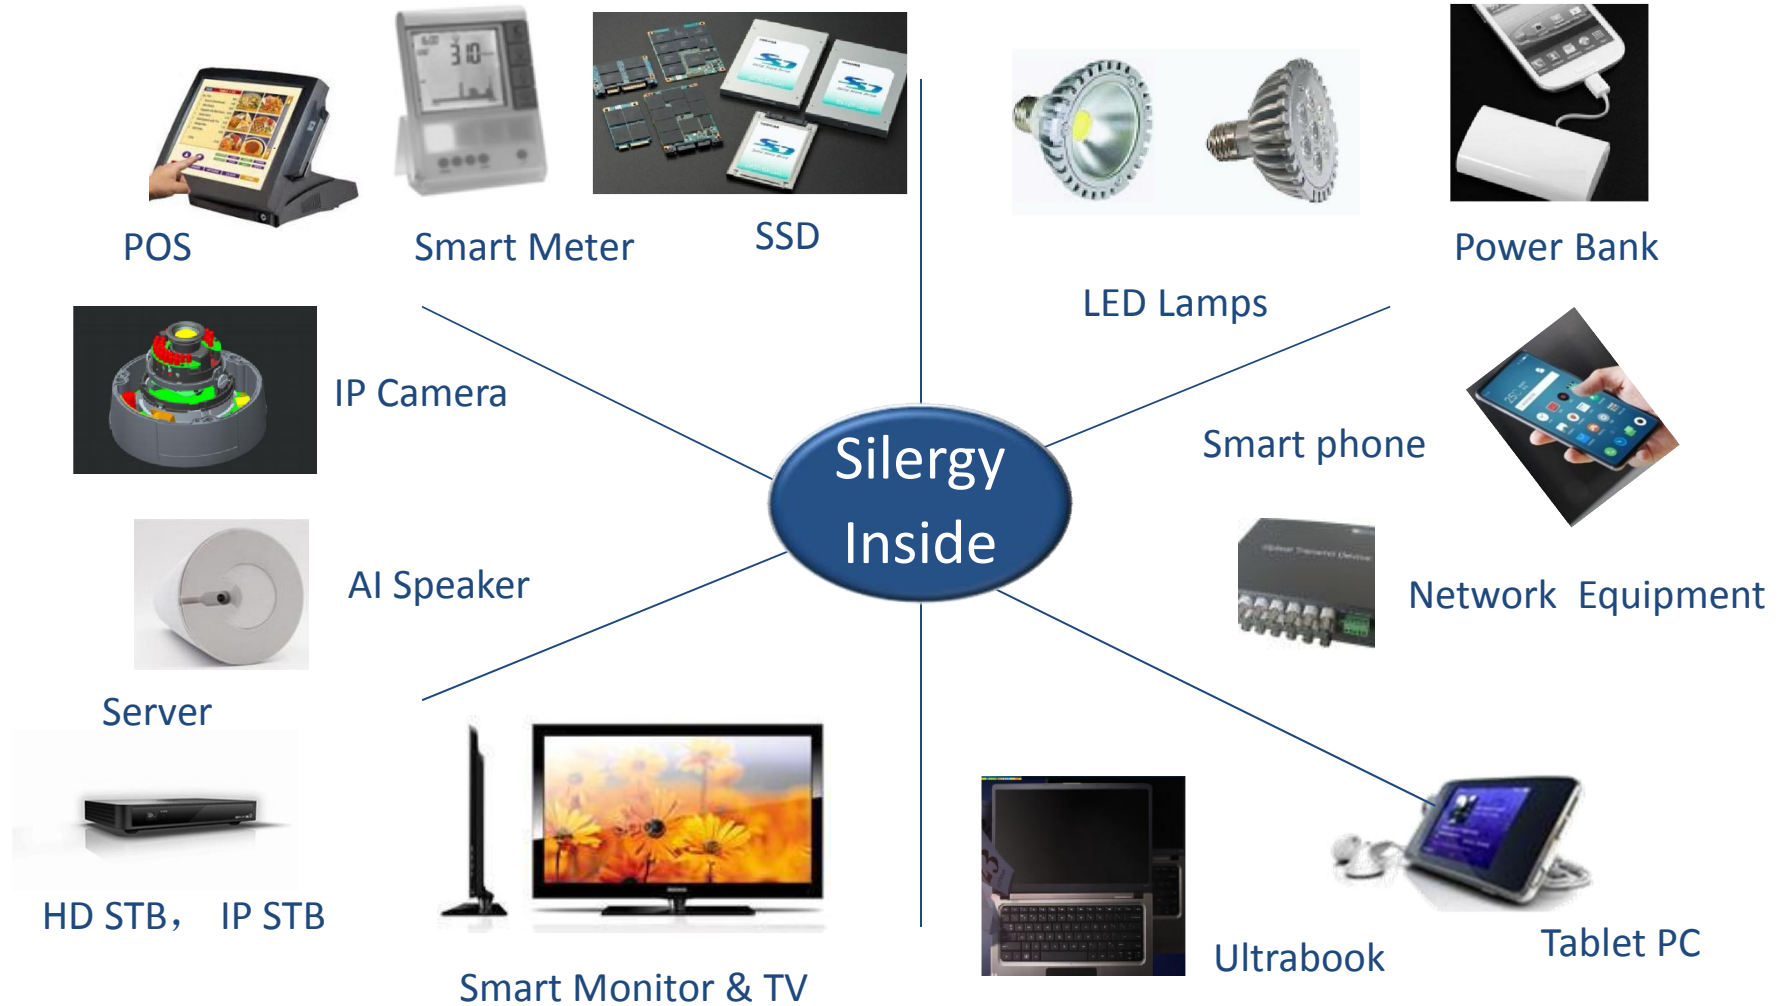 POS
Smart Meter
SSD
LED Lamps
Power Bank
IP Camera
Silergy
Inside
Smart phone
AI Speaker
Network Equipment
Server
HD STB， IP STB
Smart Monitor & TV
Ultrabook
Tablet PC